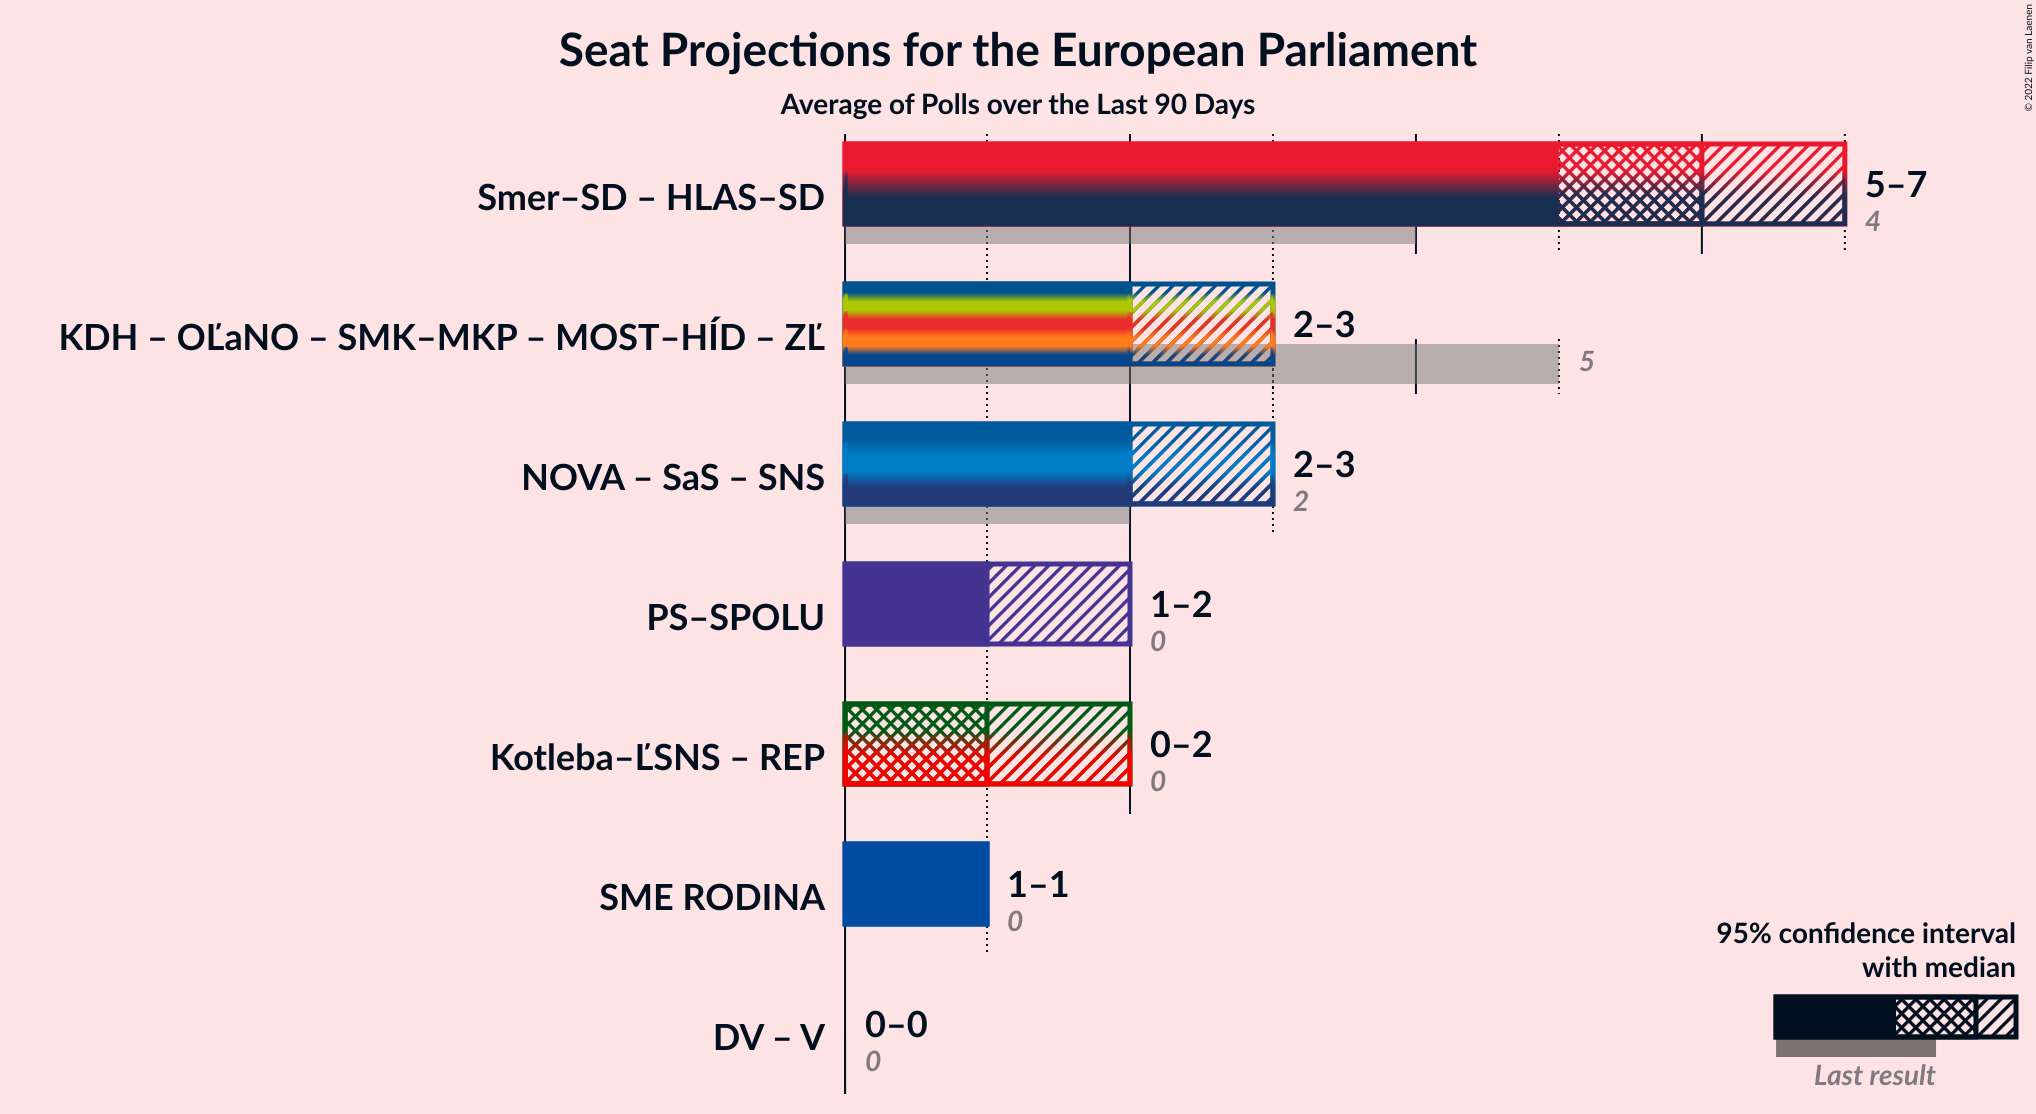 Seat Projections for the European Parliament
Average of Polls over the Last 90 Days
© 2022 Filip van Laenen
Smer–SD – HLAS–SD
5–7
4
KDH – OĽaNO – SMK–MKP – MOST–HÍD – ZĽ
2–3
5
NOVA – SaS – SNS
2–3
2
PS–SPOLU
1–2
0
Kotleba–ĽSNS – REP
0–2
0
SME RODINA
1–1
0
DV – V
0–0
0
95% confidence interval
with median
Last result